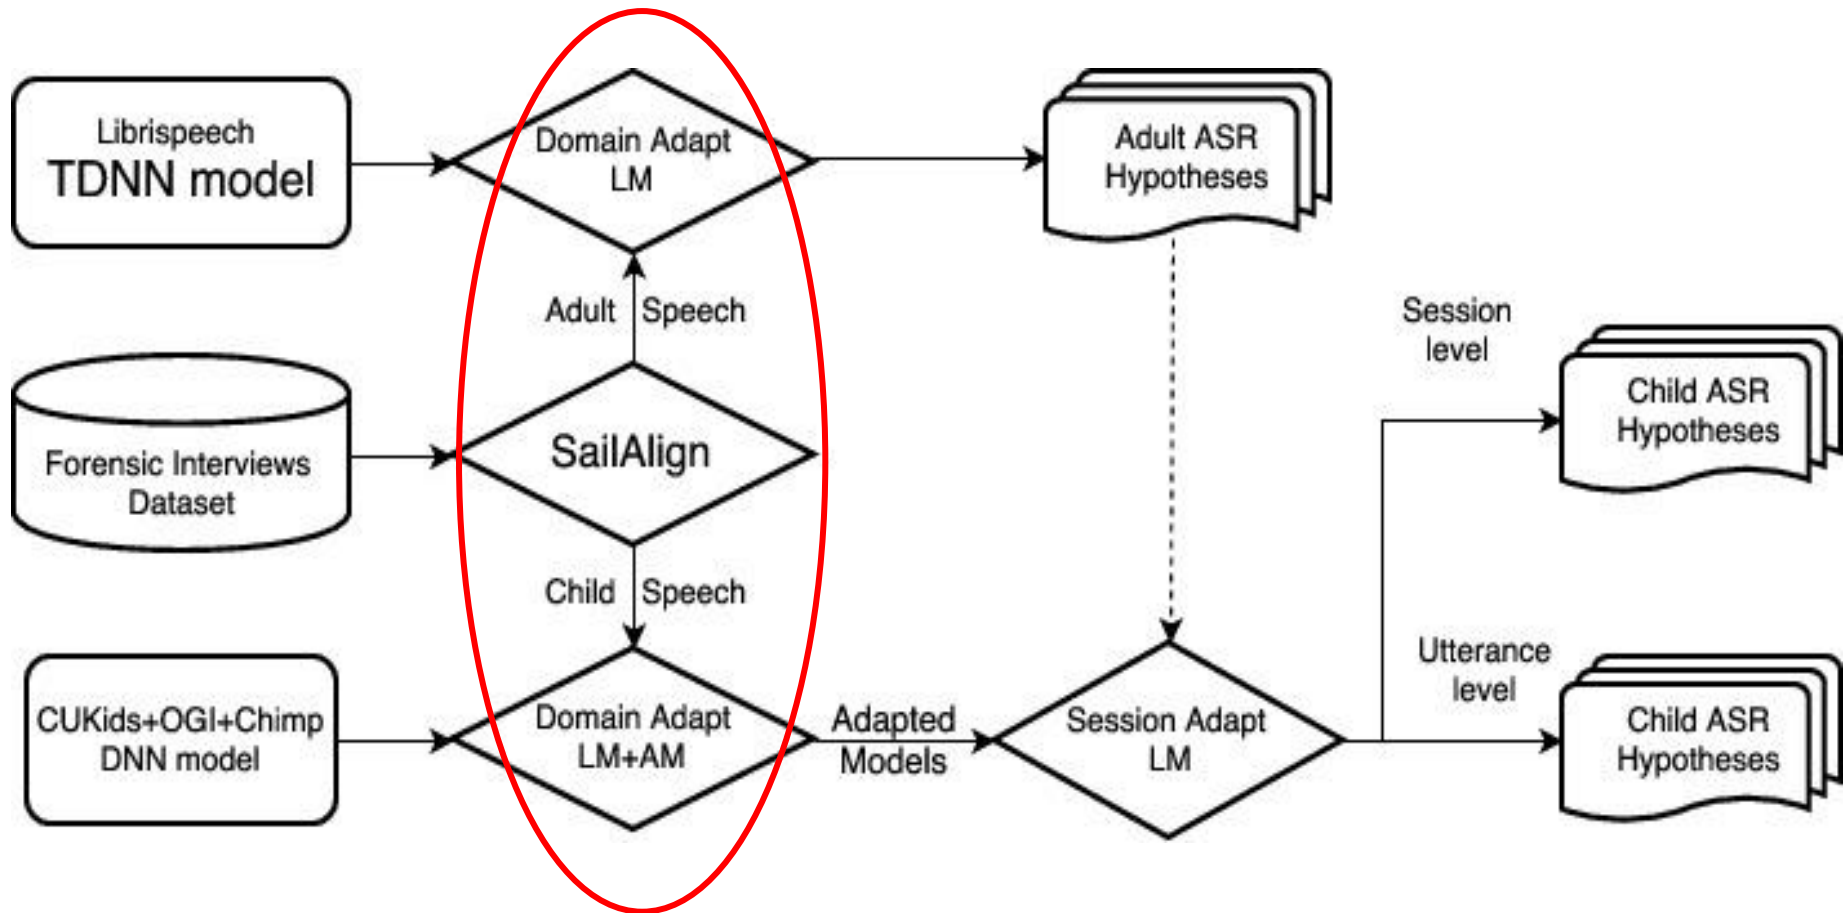 Librispeech
TDNN model
Domain Adapt
LM
Adult ASR
Hypotheses
Adult Speech
Session
level
Forensic Interviews
Dataset
SailAlign
Child ASR
Hypotheses
Child Speech
CUKids+OGI+Chimp
DNN model
Domain Adapt
LM+AM
Adapted
Models
Session Adapt
LM
Utterance
level
Child ASR
Hypotheses